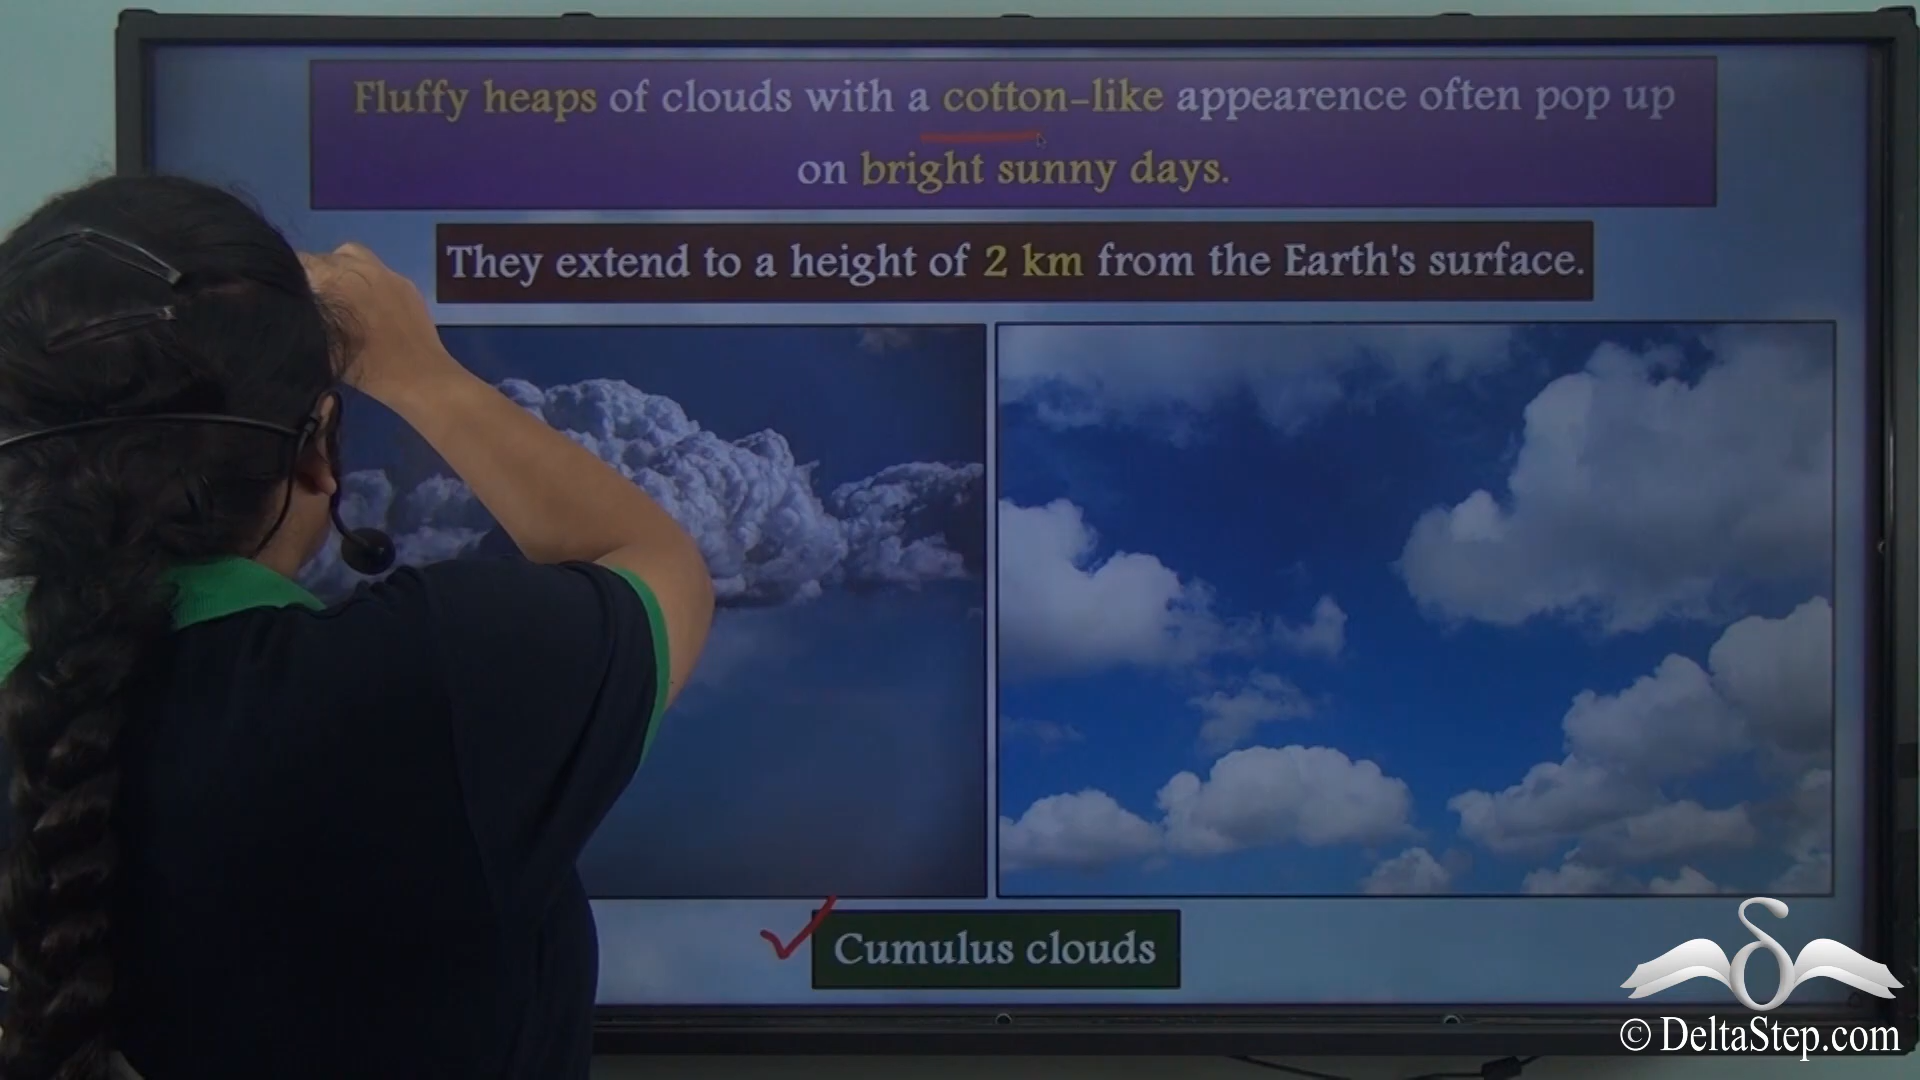 Fluffy heaps of clouds with a cotton-like appearence often pop up
on bright sunny days.
They extend to a height of 2 km from the Earth's surface.
Cumulus clouds
© DeltaStep.com